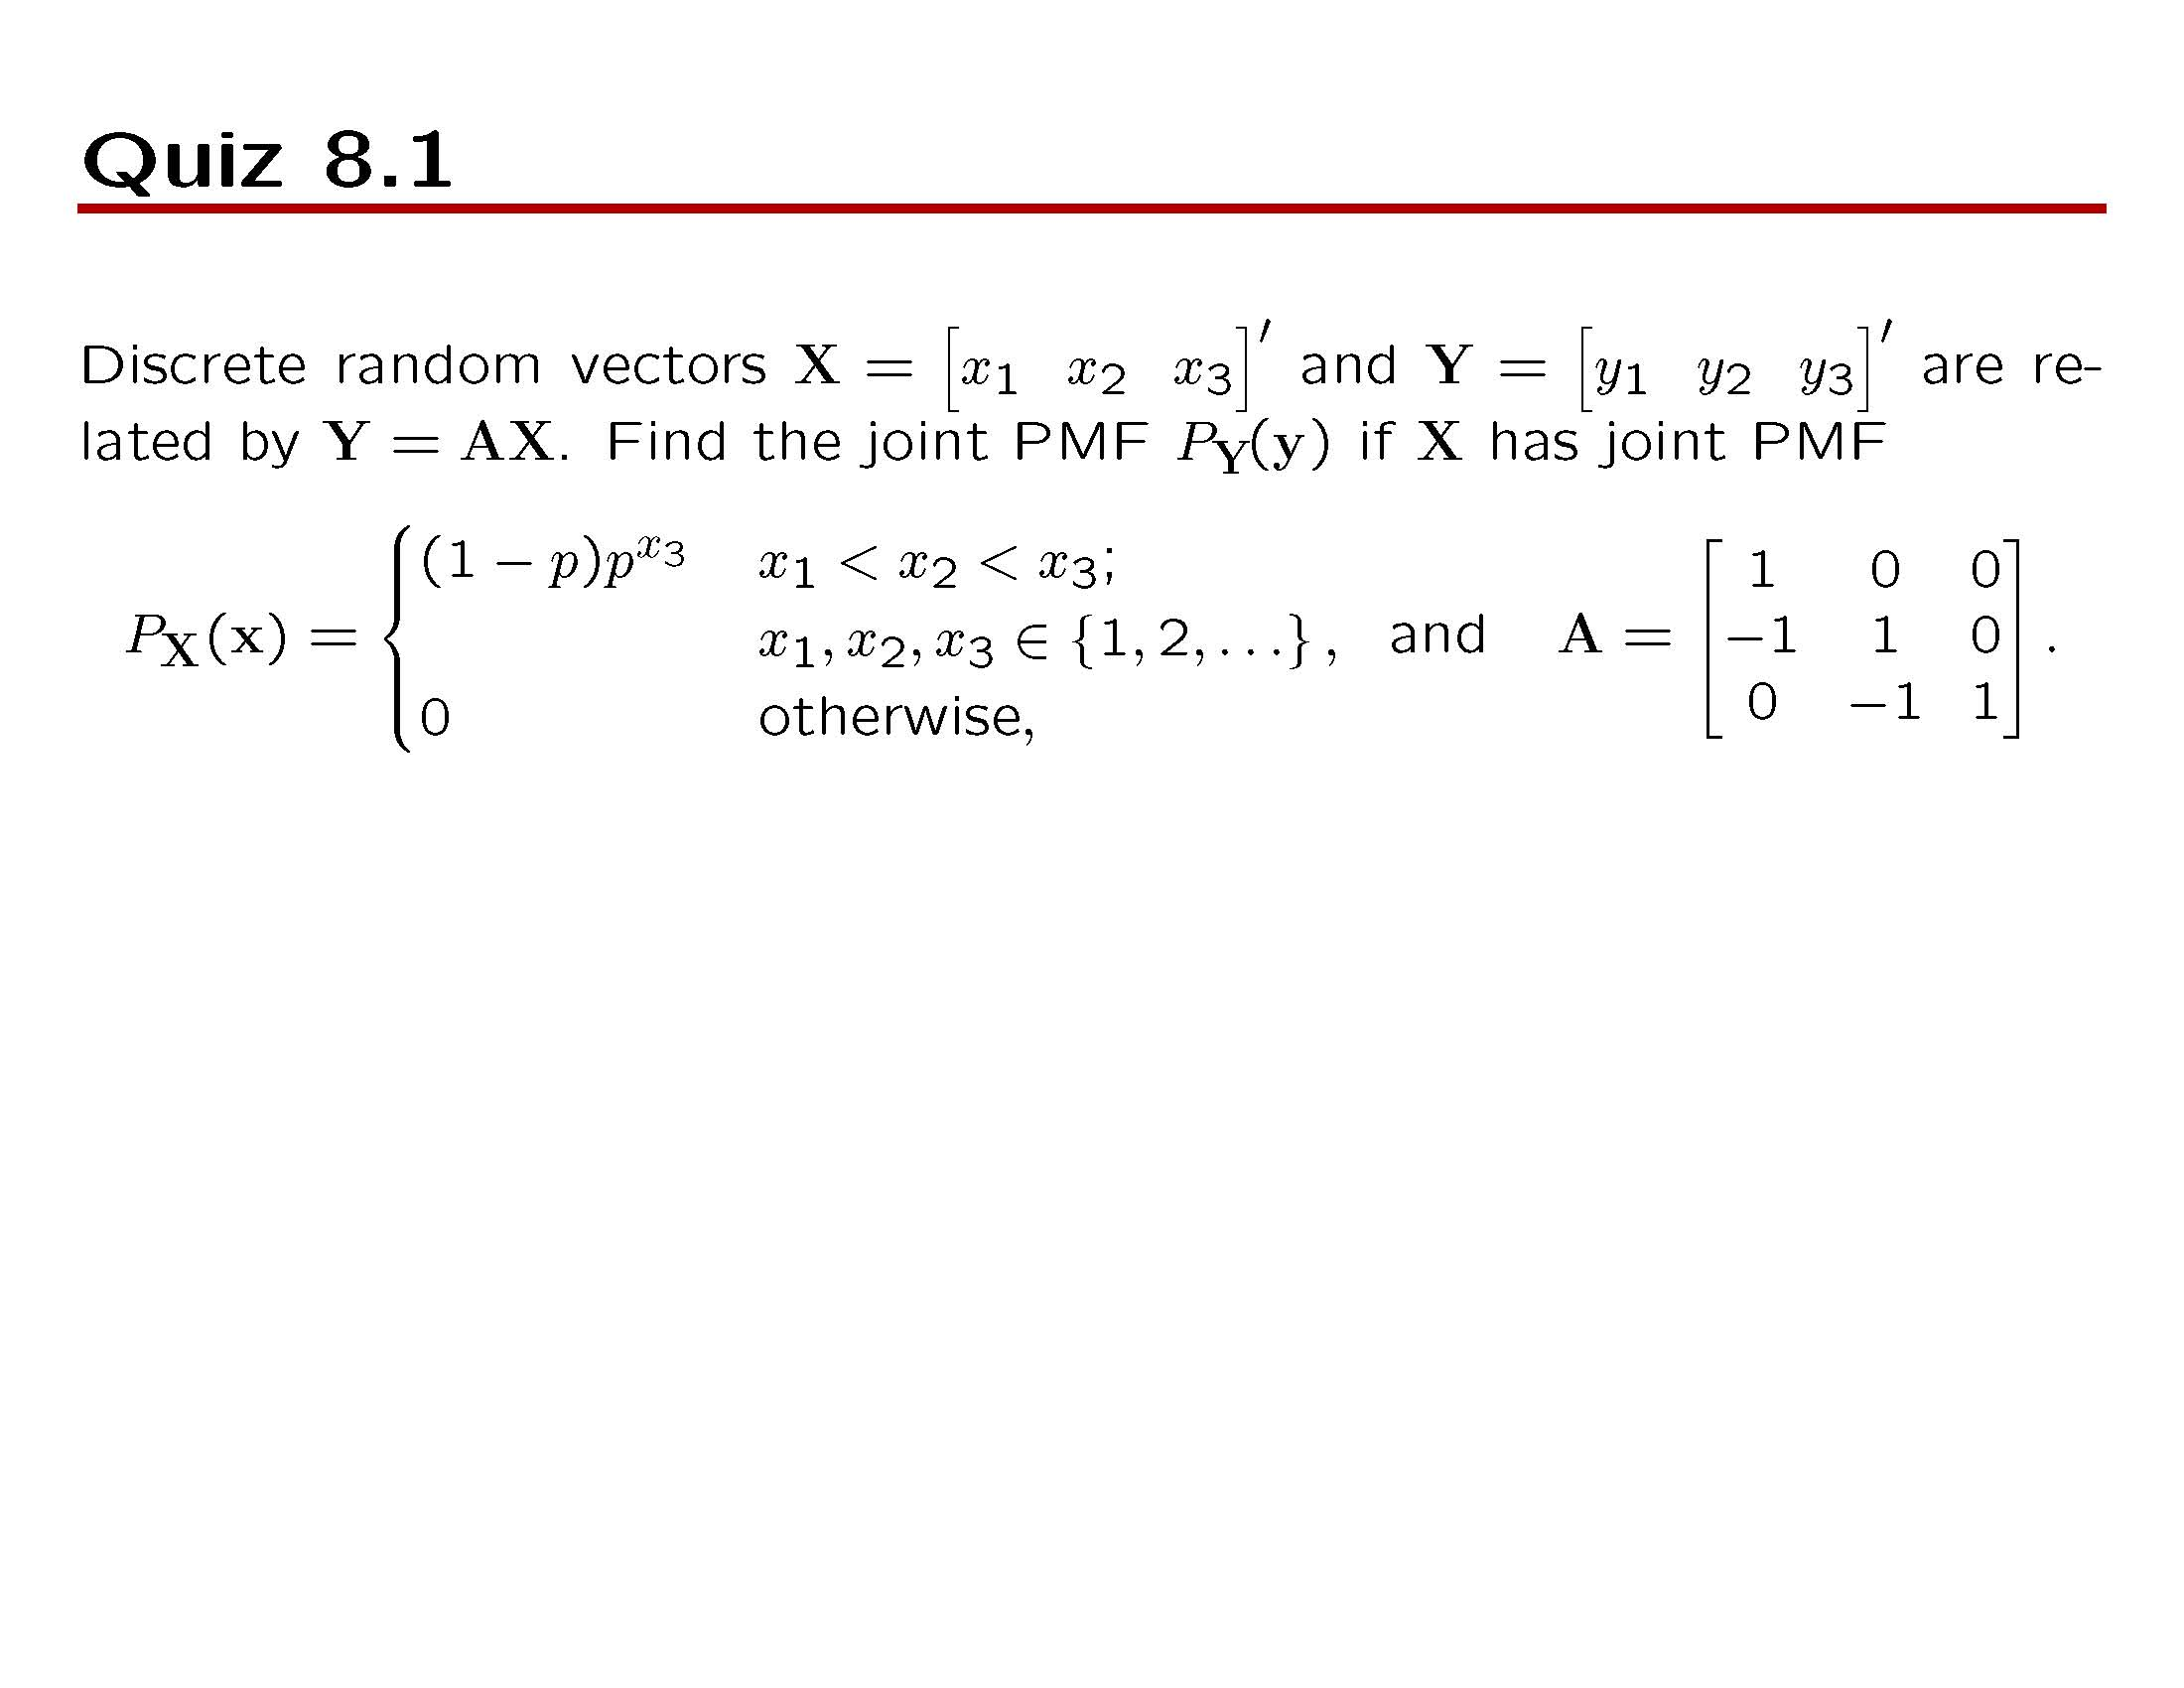 Quiz 8.1
Discrete random vectors X = [x₁ x₂ x₃]′ and Y = [y₁ y₂ y₃]′ are re-
lated by Y = AX. Find the joint PMF P_Y(y) if X has joint PMF
P_X(x) = { (1 − p)p^{x₃} x₁ < x₂ < x₃; x₁, x₂, x₃ ∈ {1, 2, . . .} , 0 otherwise, and A = [1 0 0; −1 1 0; 0 −1 1] .